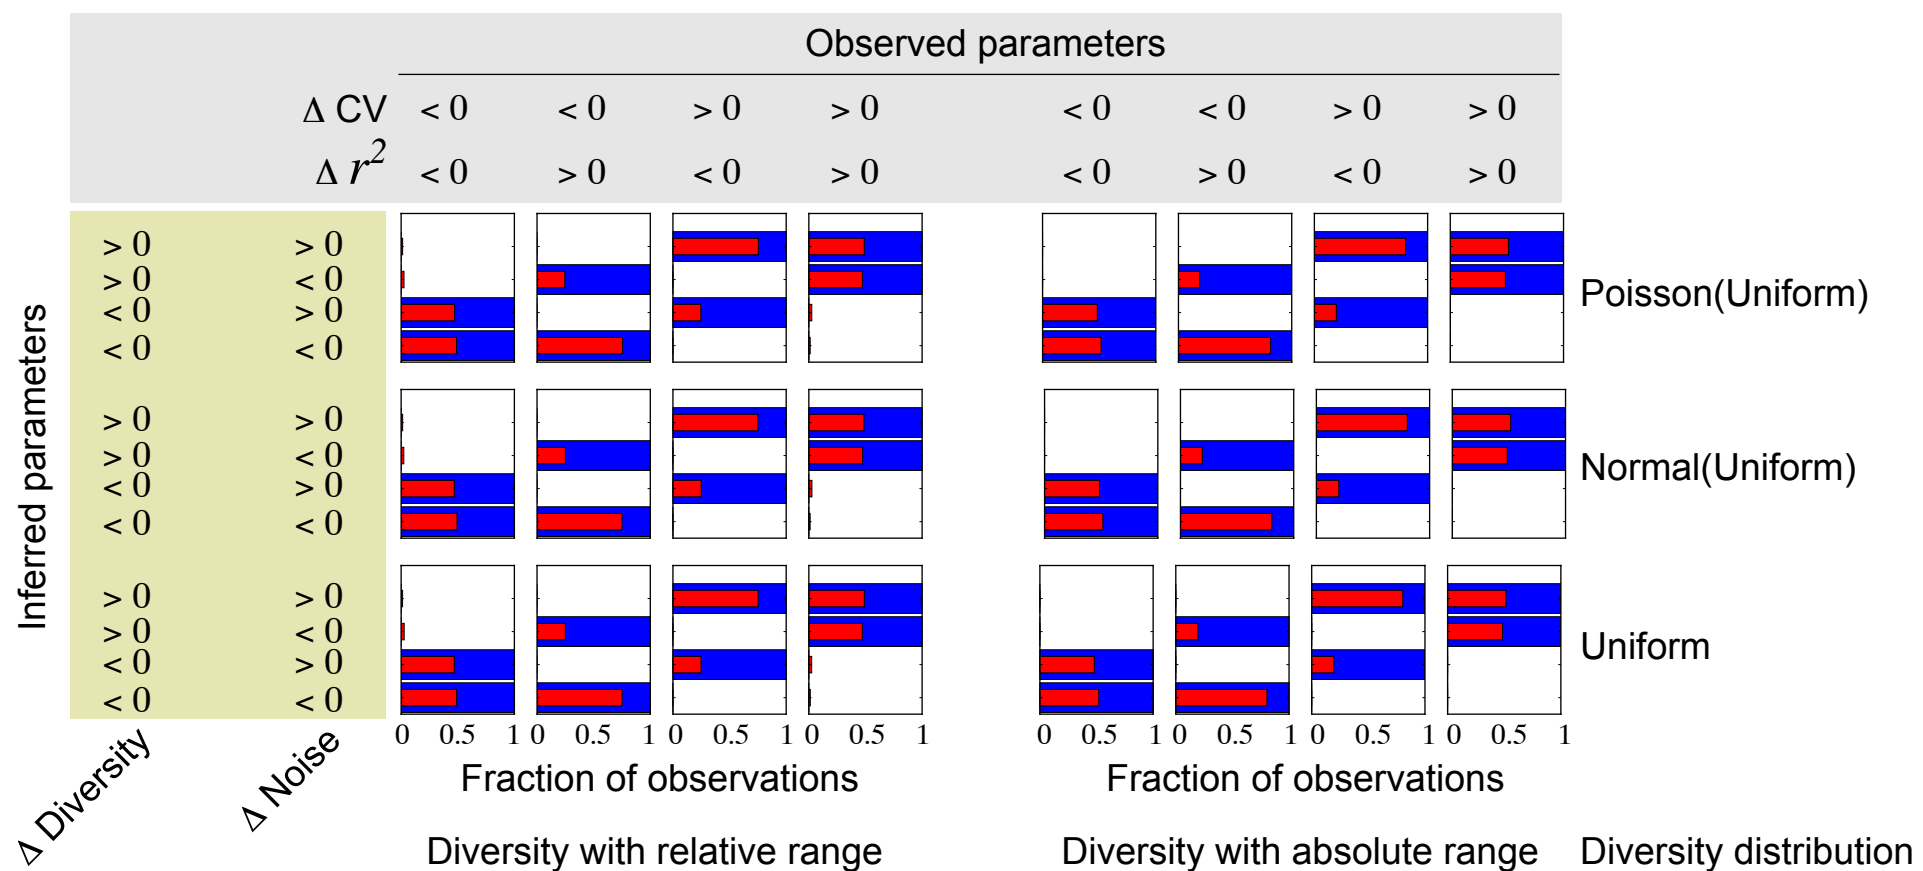 Observed parameters
Δ CV < 0 < 0 > 0 > 0 < 0 < 0 > 0 > 0
Δ r² < 0 > 0 < 0 > 0 < 0 > 0 < 0 > 0
Inferred parameters
> 0 > 0
> 0 < 0
< 0 > 0
< 0 < 0
Poisson(Uniform)
> 0 > 0
> 0 < 0
< 0 > 0
< 0 < 0
Normal(Uniform)
> 0 > 0
> 0 < 0
< 0 > 0
< 0 < 0
Uniform
Δ Diversity
Δ Noise
0 0.5 1 0 0.5 1 0 0.5 1 0 0.5 1 0 0.5 1 0 0.5 1 0 0.5 1 0 0.5 1
Fraction of observations Fraction of observations
Diversity with relative range Diversity with absolute range Diversity distribution